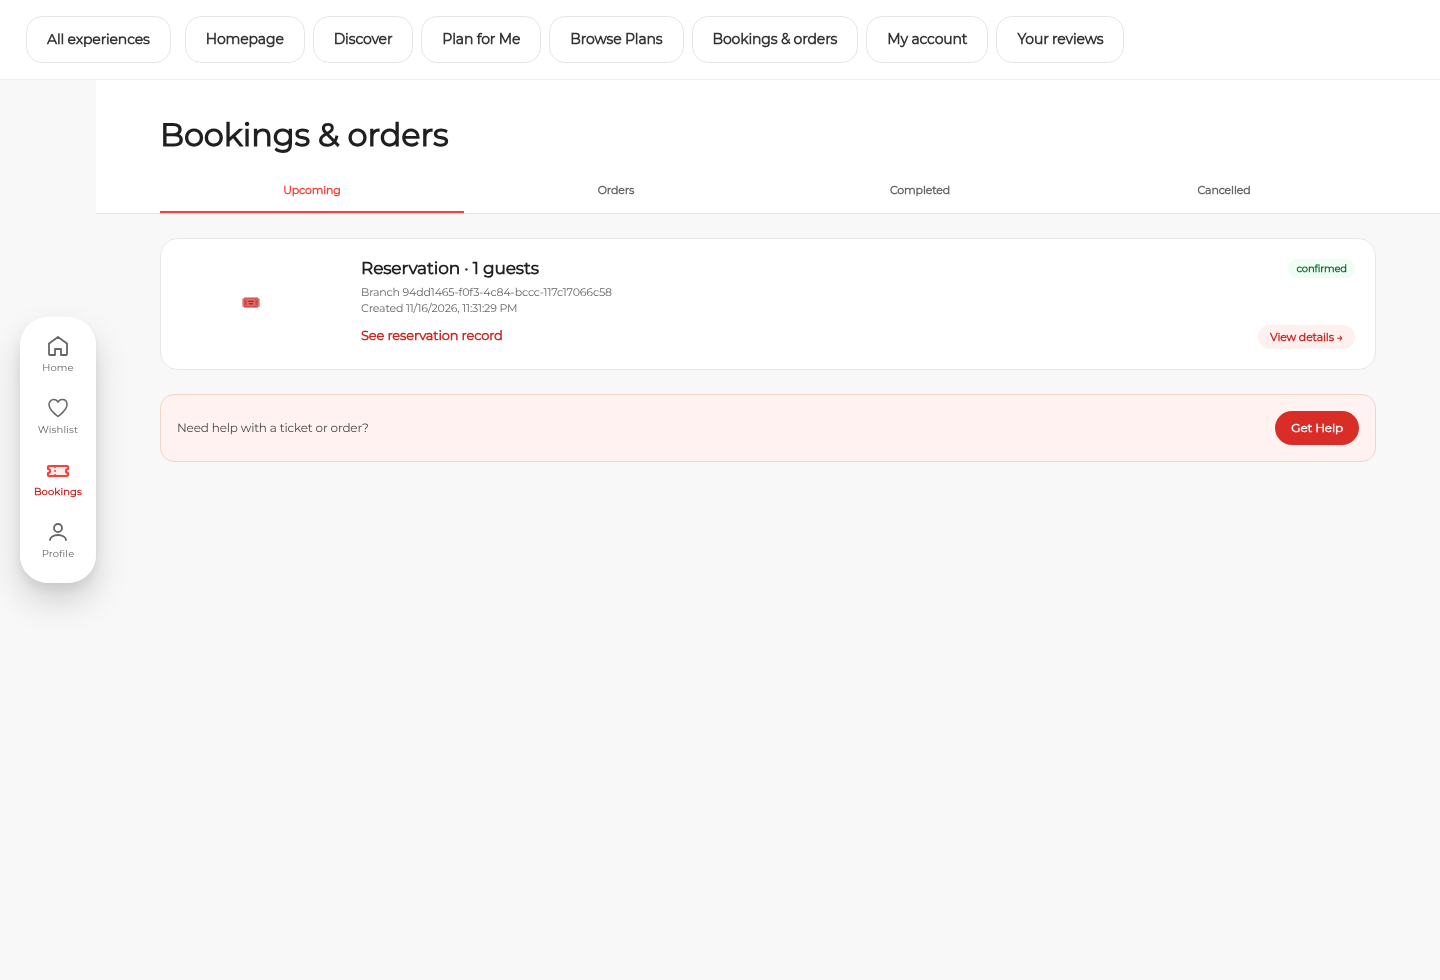 All experiences
Homepage
Discover
Plan for Me
Browse Plans
Bookings & orders
My account
Your reviews
Bookings & orders
Upcoming
Orders
Completed
Cancelled
Reservation · 1 guests
confirmed
Branch 94dd1465-f0f3-4c84-bccc-117c17066c58
Created 11/16/2026, 11:31:29 PM
See reservation record
View details →
Home
Wishlist
Bookings
Profile
Need help with a ticket or order?
Get Help